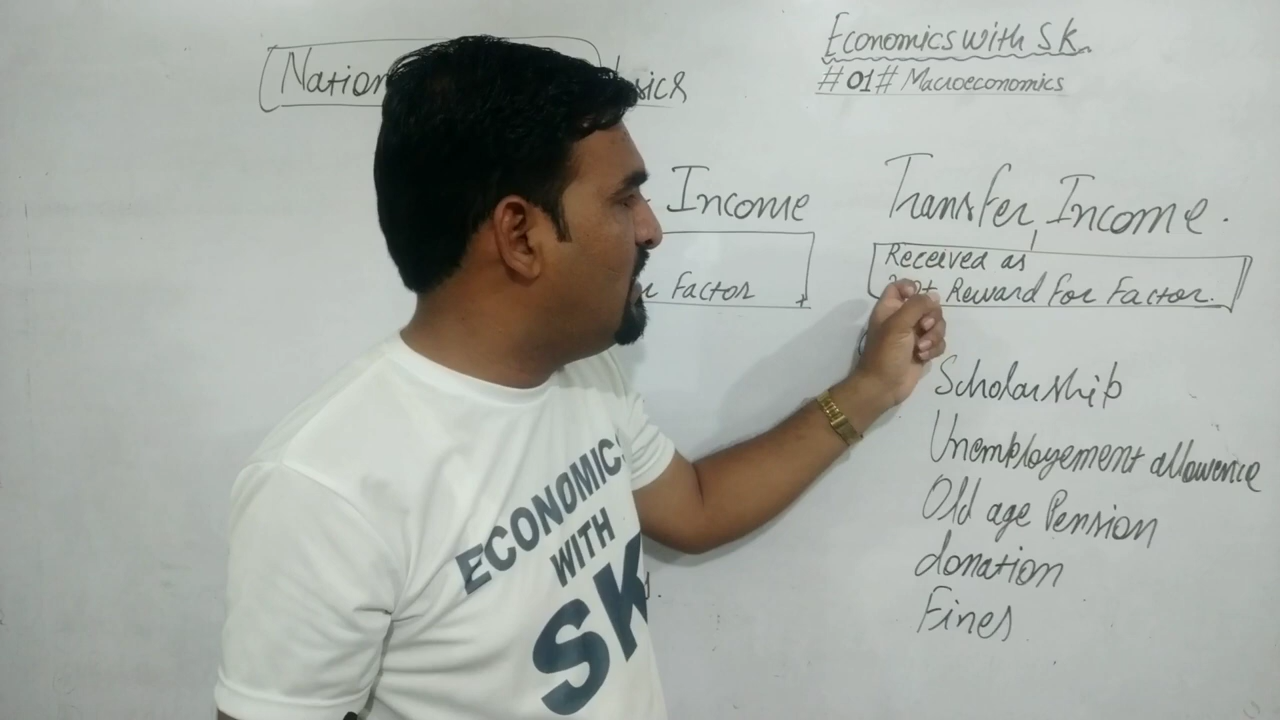 Economics with S.K.
#01# Macroeconomics
Income
Factor
Transfer Income.
Received as
Reward For Factor.
Scholarship
Unemployement allowence
Old age Pension
donation
Fines
ECONOMICS
WITH
SK